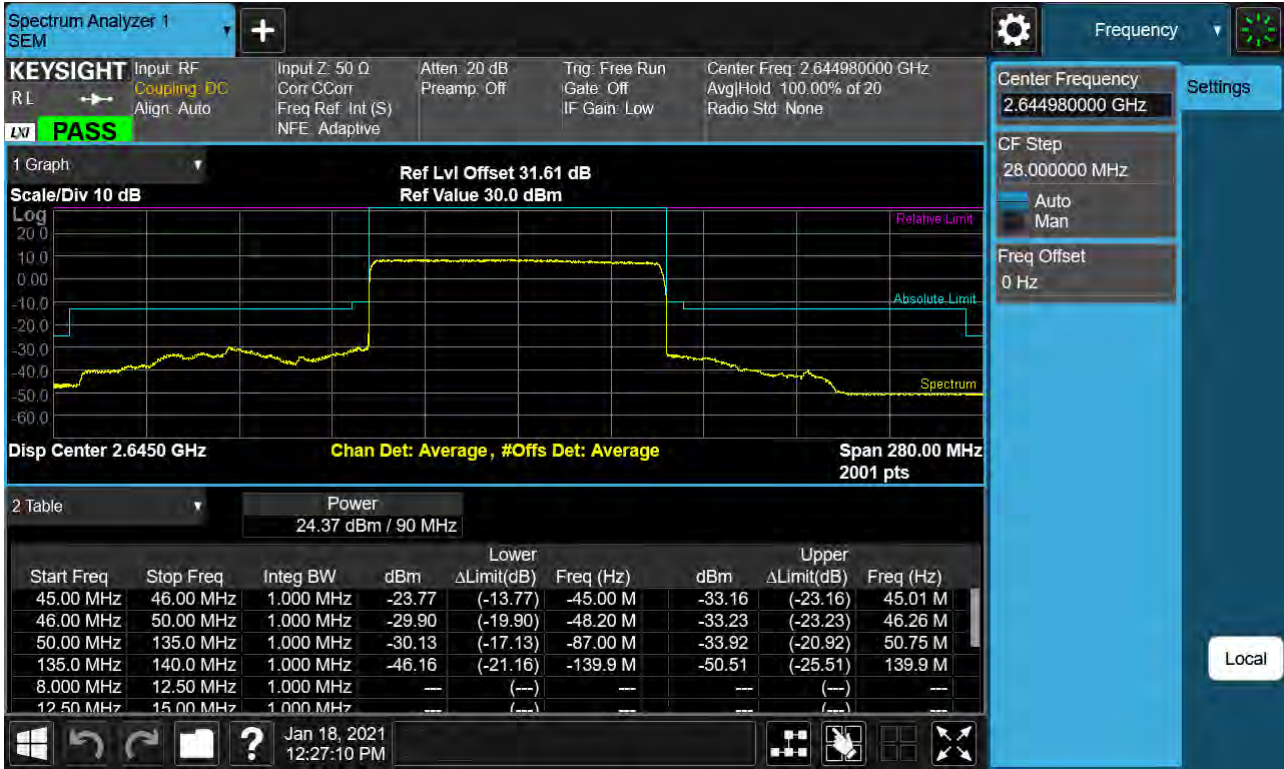 Spectrum Analyzer 1
SEM
+
Frequency
KEYSIGHT
R L
LXI
PASS
Input: RF
Coupling: DC
Align: Auto
Input Z: 50 Ω
Corr CCorr
Freq Ref: Int (S)
NFE: Adaptive
Atten: 20 dB
Preamp: Off
Trig: Free Run
Gate: Off
IF Gain: Low
Center Freq: 2.644980000 GHz
Avg|Hold: 100.00% of 20
Radio Std: None
Center Frequency
2.644980000 GHz
Settings
CF Step
28.000000 MHz
Auto
Man
Freq Offset
0 Hz
Local
1 Graph
Scale/Div 10 dB
Ref Lvl Offset 31.61 dB
Ref Value 30.0 dBm
Log
20.0
10.0
0.00
-10.0
-20.0
-30.0
-40.0
-50.0
-60.0
Relative Limit
Absolute Limit
Spectrum
Disp Center 2.6450 GHz
Chan Det: Average , #Offs Det: Average
Span 280.00 MHz
2001 pts
2 Table
Power
24.37 dBm / 90 MHz
Lower Upper
Start Freq Stop Freq Integ BW dBm ΔLimit(dB) Freq (Hz) dBm ΔLimit(dB) Freq (Hz)
45.00 MHz 46.00 MHz 1.000 MHz -23.77 (-13.77) -45.00 M -33.16 (-23.16) 45.01 M
46.00 MHz 50.00 MHz 1.000 MHz -29.90 (-19.90) -48.20 M -33.23 (-23.23) 46.26 M
50.00 MHz 135.0 MHz 1.000 MHz -30.13 (-17.13) -87.00 M -33.92 (-20.92) 50.75 M
135.0 MHz 140.0 MHz 1.000 MHz -46.16 (-21.16) -139.9 M -50.51 (-25.51) 139.9 M
8.000 MHz 12.50 MHz 1.000 MHz --- (---) --- --- (---) ---
12.50 MHz 15.00 MHz 1.000 MHz --- (---) --- --- (---) ---
?
Jan 18, 2021
12:27:10 PM